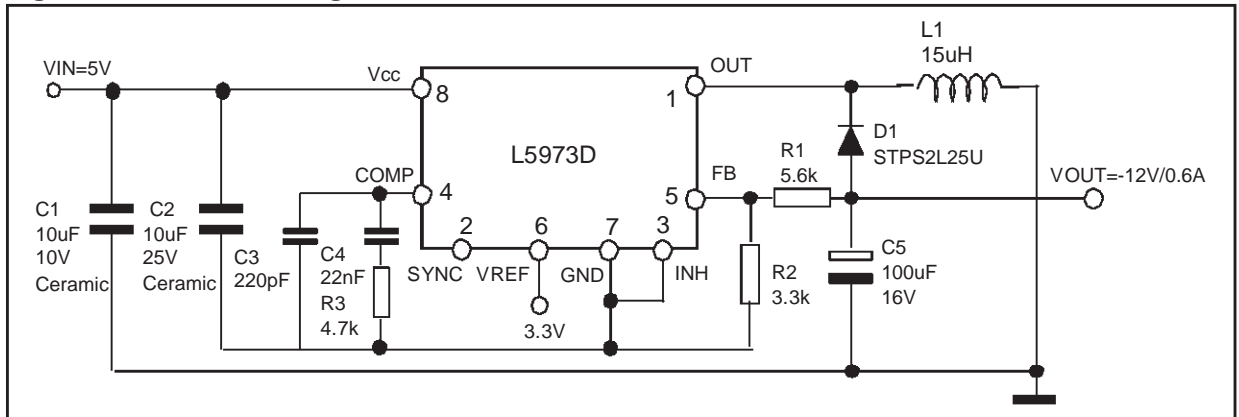 L1
15uH
VIN=5V
Vcc
OUT
8
1
D1
STPS2L25U
L5973D
COMP
4
FB
5
R1
5.6k
VOUT=-12V/0.6A
C1
10uF
10V
Ceramic
C2
10uF
25V
Ceramic
C3
220pF
C4
22nF
R3
4.7k
2
6
7
3
SYNC
VREF
GND
INH
3.3V
R2
3.3k
C5
100uF
16V